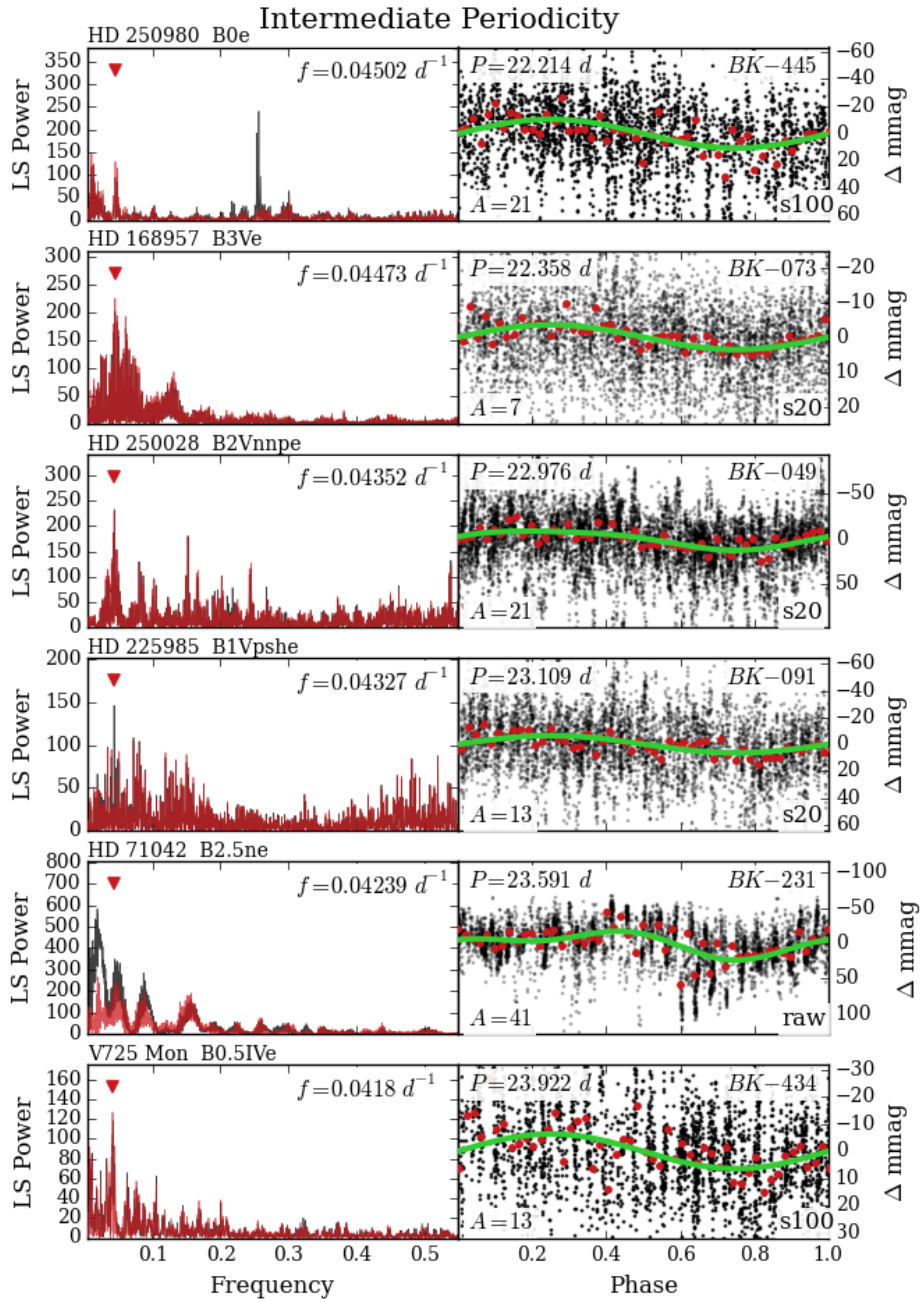 Intermediate Periodicity
HD 250980 B0e
350
300
250
200
150
100
50
0
LS Power
f=0.04502 d⁻¹
P=22.214 d
BK−445
A=21
s100
−60
−40
−20
0
20
40
60
Δ mmag
HD 168957 B3Ve
300
250
200
150
100
50
0
LS Power
f=0.04473 d⁻¹
P=22.358 d
BK−073
A=7
s20
−20
−10
0
10
20
Δ mmag
HD 250028 B2Vnnpe
300
250
200
150
100
50
0
LS Power
f=0.04352 d⁻¹
P=22.976 d
BK−049
A=21
s20
−50
0
50
Δ mmag
HD 225985 B1Vpshe
200
150
100
50
0
LS Power
f=0.04327 d⁻¹
P=23.109 d
BK−091
A=13
s20
−60
−40
−20
0
20
40
60
Δ mmag
HD 71042 B2.5ne
800
700
600
500
400
300
200
100
0
LS Power
f=0.04239 d⁻¹
P=23.591 d
BK−231
A=41
raw
−100
−50
0
50
100
Δ mmag
V725 Mon B0.5IVe
160
140
120
100
80
60
40
20
0
LS Power
f=0.0418 d⁻¹
P=23.922 d
BK−434
A=13
s100
−30
−20
−10
0
10
20
30
Δ mmag
0.1 0.2 0.3 0.4 0.5
0.2 0.4 0.6 0.8 1.0
Frequency
Phase